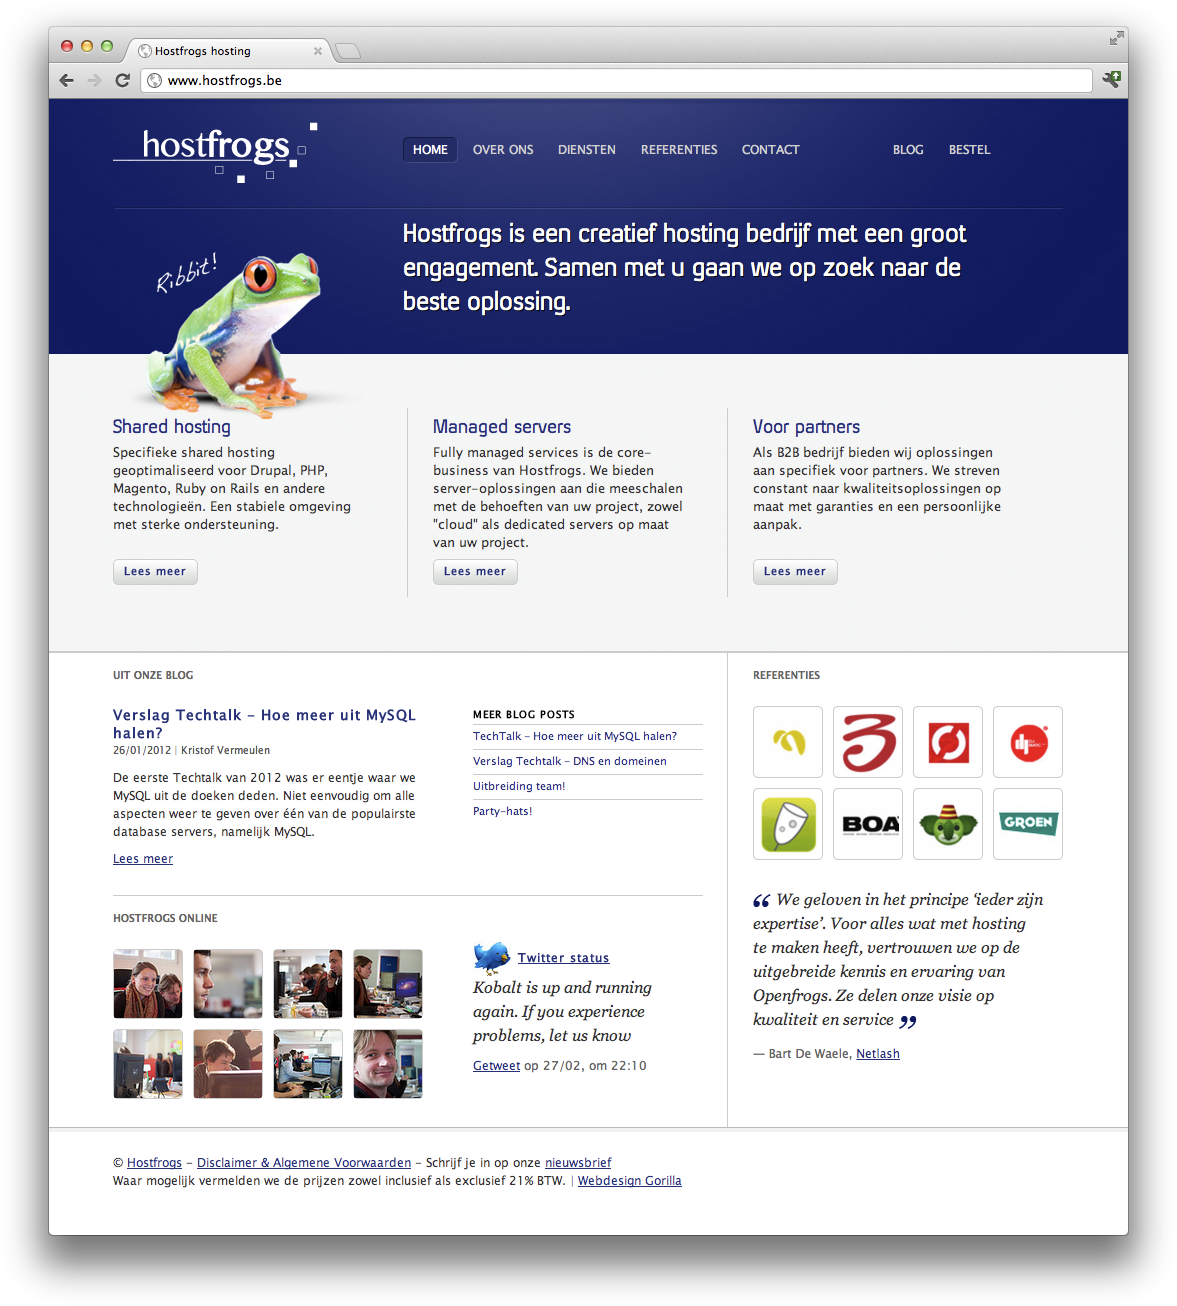 Hostfrogs hosting
www.hostfrogs.be
hostfrogs
HOME OVER ONS DIENSTEN REFERENTIES CONTACT BLOG BESTEL
Ribbit!
Hostfrogs is een creatief hosting bedrijf met een groot
engagement. Samen met u gaan we op zoek naar de
beste oplossing.
Shared hosting
Specifieke shared hosting
geoptimaliseerd voor Drupal, PHP,
Magento, Ruby on Rails en andere
technologieën. Een stabiele omgeving
met sterke ondersteuning.
Lees meer
Managed servers
Fully managed services is de core-
business van Hostfrogs. We bieden
server-oplossingen aan die meeschalen
met de behoeften van uw project, zowel
"cloud" als dedicated servers op maat
van uw project.
Lees meer
Voor partners
Als B2B bedrijf bieden wij oplossingen
aan specifiek voor partners. We streven
constant naar kwaliteitsoplossingen op
maat met garanties en een persoonlijke
aanpak.
Lees meer
UIT ONZE BLOG
Verslag Techtalk - Hoe meer uit MySQL
halen?
26/01/2012 | Kristof Vermeulen
De eerste Techtalk van 2012 was er eentje waar we
MySQL uit de doeken deden. Niet eenvoudig om alle
aspecten weer te geven over één van de populairste
database servers, namelijk MySQL.
Lees meer
MEER BLOG POSTS
TechTalk - Hoe meer uit MySQL halen?
Verslag Techtalk - DNS en domeinen
Uitbreiding team!
Party-hats!
HOSTFROGS ONLINE
Twitter status
Kobalt is up and running
again. If you experience
problems, let us know
Getweet op 27/02, om 22:10
REFERENTIES
3
BOA
GROEN
“ We geloven in het principe ‘ieder zijn
expertise’. Voor alles wat met hosting
te maken heeft, vertrouwen we op de
uitgebreide kennis en ervaring van
Openfrogs. Ze delen onze visie op
kwaliteit en service ”
— Bart De Waele, Netlash
© Hostfrogs - Disclaimer & Algemene Voorwaarden - Schrijf je in op onze nieuwsbrief
Waar mogelijk vermelden we de prijzen zowel inclusief als exclusief 21% BTW. | Webdesign Gorilla